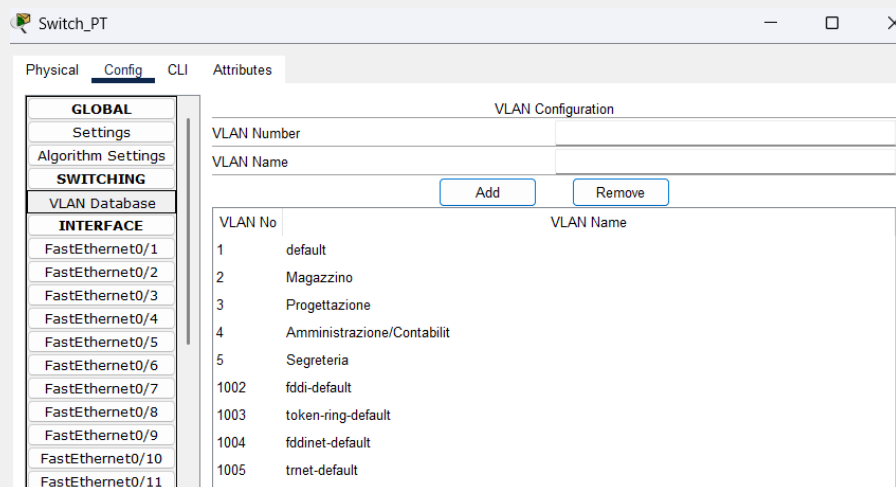 Switch_PT
Physical Config CLI Attributes
GLOBAL
Settings
Algorithm Settings
SWITCHING
VLAN Database
INTERFACE
FastEthernet0/1
FastEthernet0/2
FastEthernet0/3
FastEthernet0/4
FastEthernet0/5
FastEthernet0/6
FastEthernet0/7
FastEthernet0/8
FastEthernet0/9
FastEthernet0/10
FastEthernet0/11
VLAN Configuration
VLAN Number
VLAN Name
Add Remove
VLAN No VLAN Name
1 default
2 Magazzino
3 Progettazione
4 Amministrazione/Contabilit
5 Segreteria
1002 fddi-default
1003 token-ring-default
1004 fddinet-default
1005 trnet-default